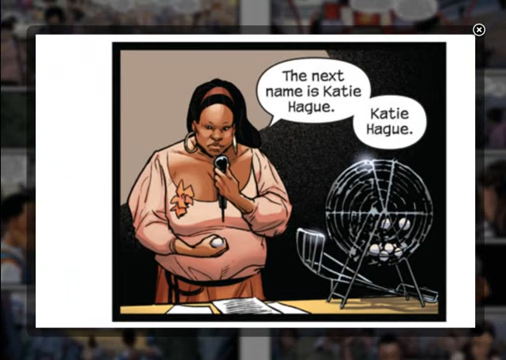 The next
name is Katie
Hague.
Katie
Hague.